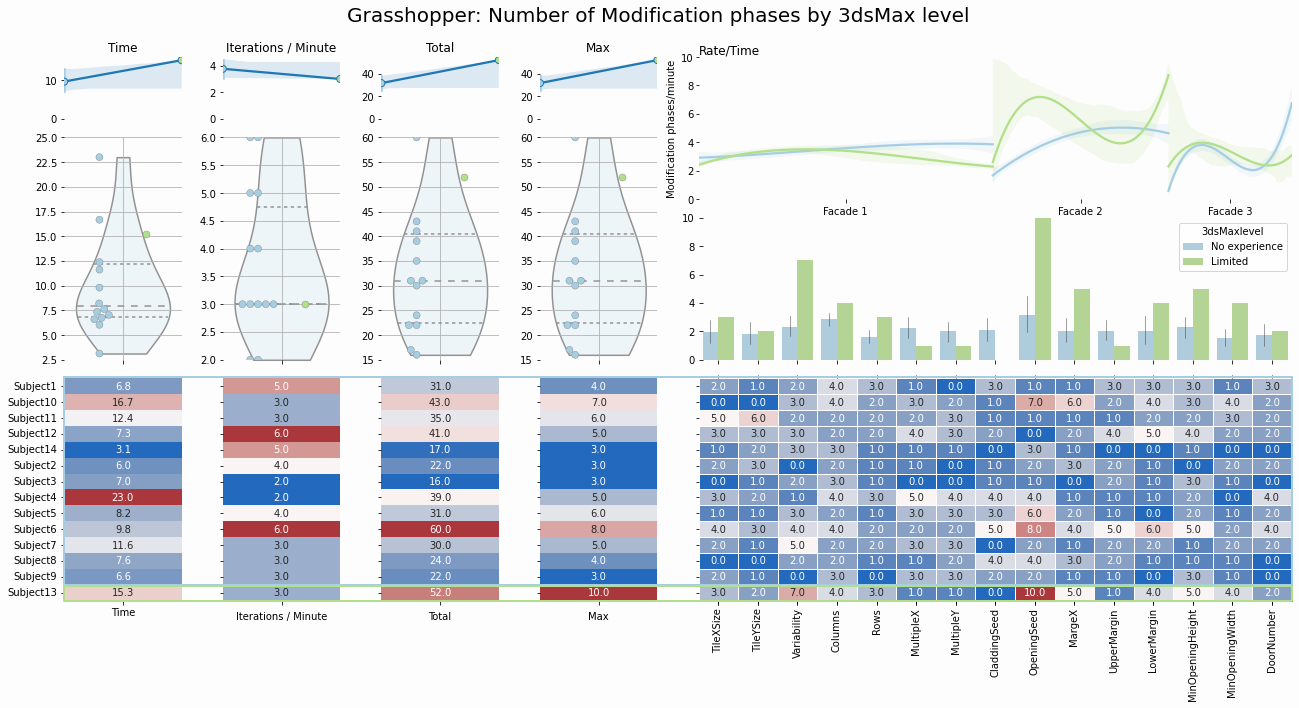 Grasshopper: Number of Modification phases by 3dsMax level
Time
Iterations / Minute
Total
Max
Rate/Time
10
0
4
2
0
40
20
0
40
20
0
Modification phases/minute
10
8
6
4
2
0
Facade 1
Facade 2
Facade 3
25.0
22.5
20.0
17.5
15.0
12.5
10.0
7.5
5.0
2.5
6.0
5.5
5.0
4.5
4.0
3.5
3.0
2.5
2.0
60
55
50
45
40
35
30
25
20
15
60
55
50
45
40
35
30
25
20
15
10
8
6
4
2
0
3dsMaxlevel
No experience
Limited
Subject1 6.8 5.0 31.0 4.0 2.0 1.0 2.0 4.0 3.0 1.0 0.0 3.0 1.0 1.0 3.0 3.0 3.0 1.0 3.0
Subject10 16.7 3.0 43.0 7.0 0.0 0.0 3.0 4.0 2.0 3.0 2.0 1.0 7.0 6.0 2.0 4.0 3.0 4.0 2.0
Subject11 12.4 3.0 35.0 6.0 5.0 6.0 2.0 2.0 2.0 2.0 3.0 1.0 1.0 1.0 1.0 2.0 2.0 3.0 2.0
Subject12 7.3 6.0 41.0 5.0 3.0 3.0 3.0 2.0 2.0 4.0 3.0 2.0 0.0 2.0 4.0 5.0 4.0 2.0 2.0
Subject14 3.1 5.0 17.0 3.0 1.0 2.0 3.0 3.0 1.0 1.0 1.0 0.0 3.0 1.0 0.0 0.0 1.0 0.0 0.0
Subject2 6.0 4.0 22.0 3.0 2.0 3.0 0.0 2.0 1.0 1.0 0.0 1.0 2.0 3.0 2.0 1.0 0.0 2.0 2.0
Subject3 7.0 2.0 16.0 3.0 1.0 1.0 2.0 3.0 1.0 0.0 0.0 1.0 1.0 0.0 2.0 1.0 3.0 1.0 0.0
Subject4 23.0 2.0 39.0 5.0 3.0 2.0 1.0 4.0 3.0 5.0 4.0 4.0 4.0 1.0 1.0 1.0 2.0 0.0 4.0
Subject5 8.2 4.0 31.0 6.0 1.0 1.0 3.0 2.0 1.0 3.0 3.0 3.0 6.0 2.0 1.0 0.0 2.0 1.0 2.0
Subject6 9.8 6.0 60.0 8.0 4.0 3.0 4.0 4.0 2.0 2.0 2.0 5.0 8.0 4.0 5.0 6.0 5.0 2.0 4.0
Subject7 11.6 3.0 30.0 5.0 2.0 1.0 5.0 2.0 2.0 3.0 3.0 0.0 2.0 1.0 2.0 2.0 1.0 2.0 2.0
Subject8 7.6 3.0 24.0 4.0 0.0 0.0 2.0 2.0 2.0 1.0 2.0 4.0 4.0 3.0 2.0 1.0 1.0 1.0 0.0
Subject9 6.6 3.0 22.0 3.0 2.0 1.0 0.0 3.0 0.0 3.0 3.0 2.0 2.0 1.0 1.0 0.0 3.0 1.0 0.0
Subject13 15.3 3.0 52.0 10.0 3.0 2.0 7.0 4.0 3.0 1.0 1.0 0.0 10.0 5.0 1.0 4.0 5.0 4.0 2.0
Time
Iterations / Minute
Total
Max
TileXSize
TileYSize
Variability
Columns
Rows
MultipleX
MultipleY
CladdingSeed
OpeningSeed
MargeX
UpperMargin
LowerMargin
MinOpeningHeight
MinOpeningWidth
DoorNumber